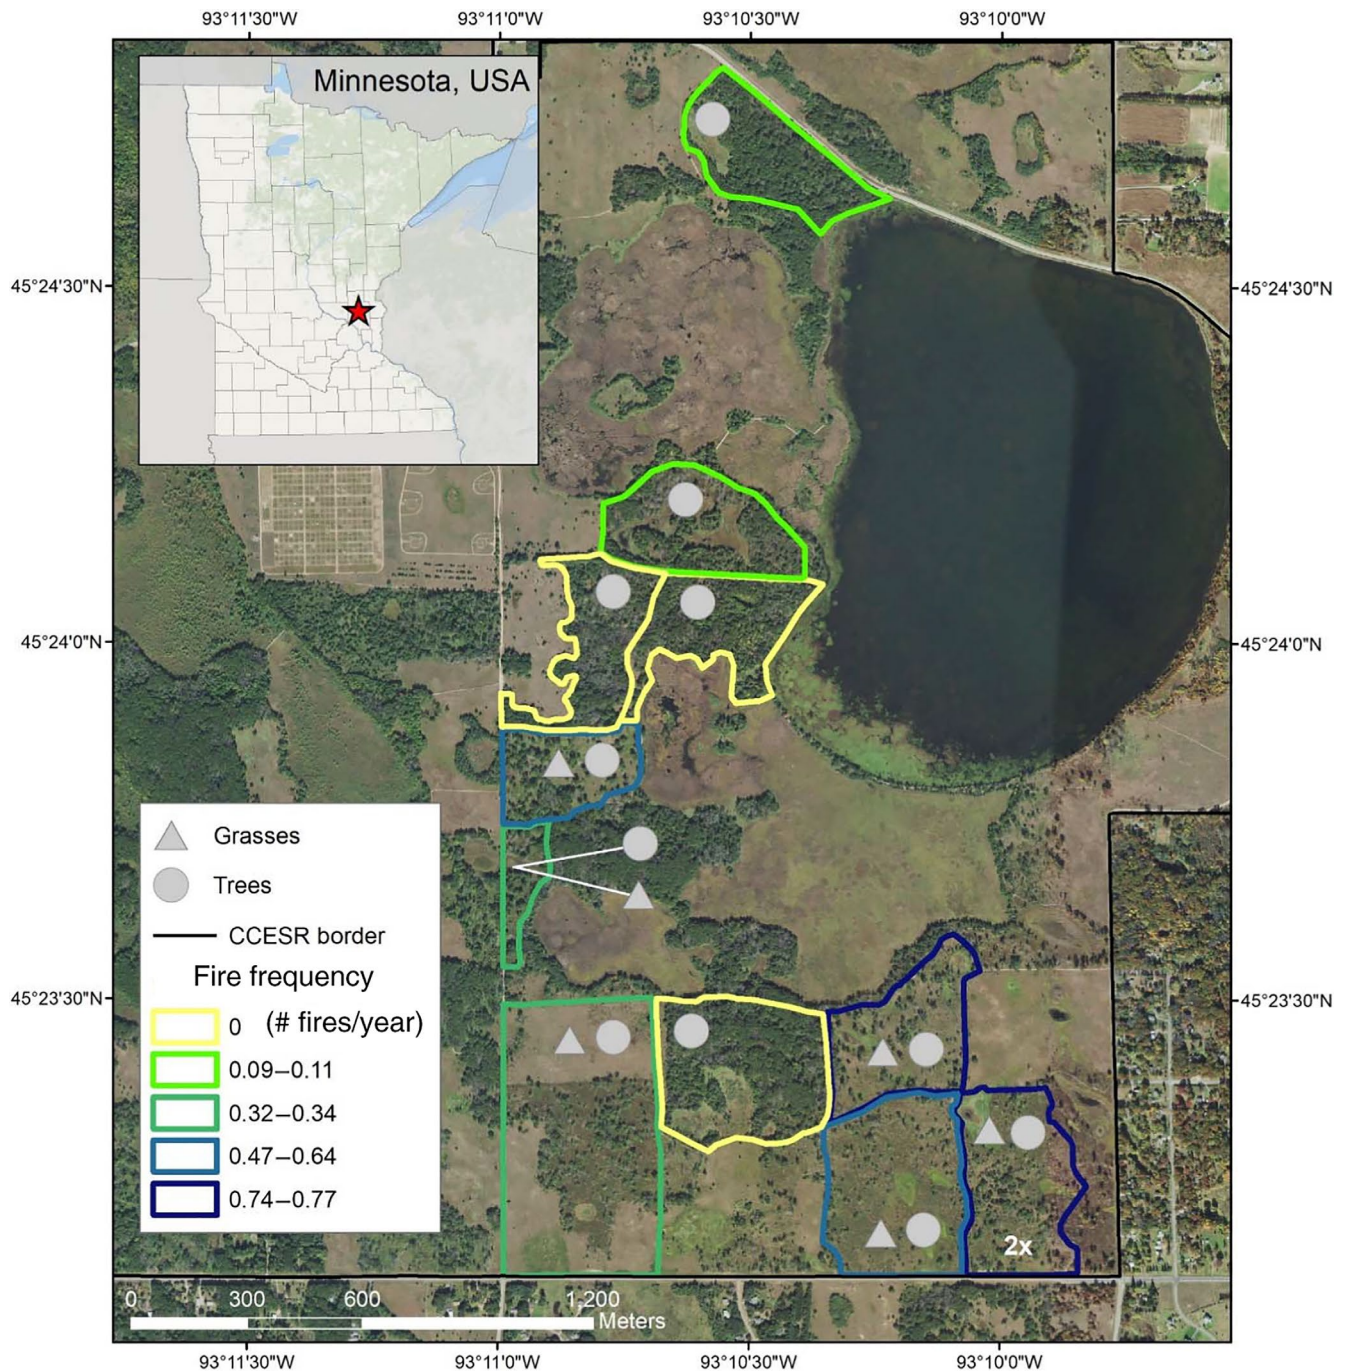 93°11'30"W 93°11'0"W 93°10'30"W 93°10'0"W
Minnesota, USA
45°24'30"N 45°24'30"N
45°24'0"N 45°24'0"N
Grasses
Trees
CCESR border
Fire frequency
45°23'30"N 45°23'30"N
0 (# fires/year)
0.09–0.11
0.32–0.34
0.47–0.64
0.74–0.77
2x
0 300 600 1,200
Meters
93°11'30"W 93°11'0"W 93°10'30"W 93°10'0"W